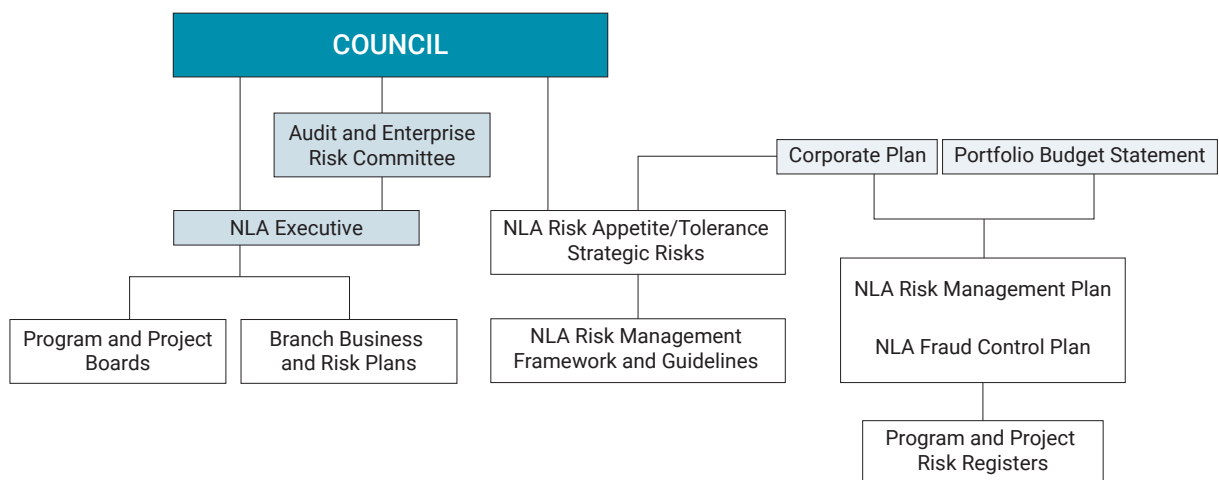 COUNCIL
Audit and Enterprise
Risk Committee
Corporate Plan
Portfolio Budget Statement
NLA Executive
NLA Risk Appetite/Tolerance
Strategic Risks
NLA Risk Management Plan
NLA Fraud Control Plan
Program and Project
Boards
Branch Business
and Risk Plans
NLA Risk Management
Framework and Guidelines
Program and Project
Risk Registers